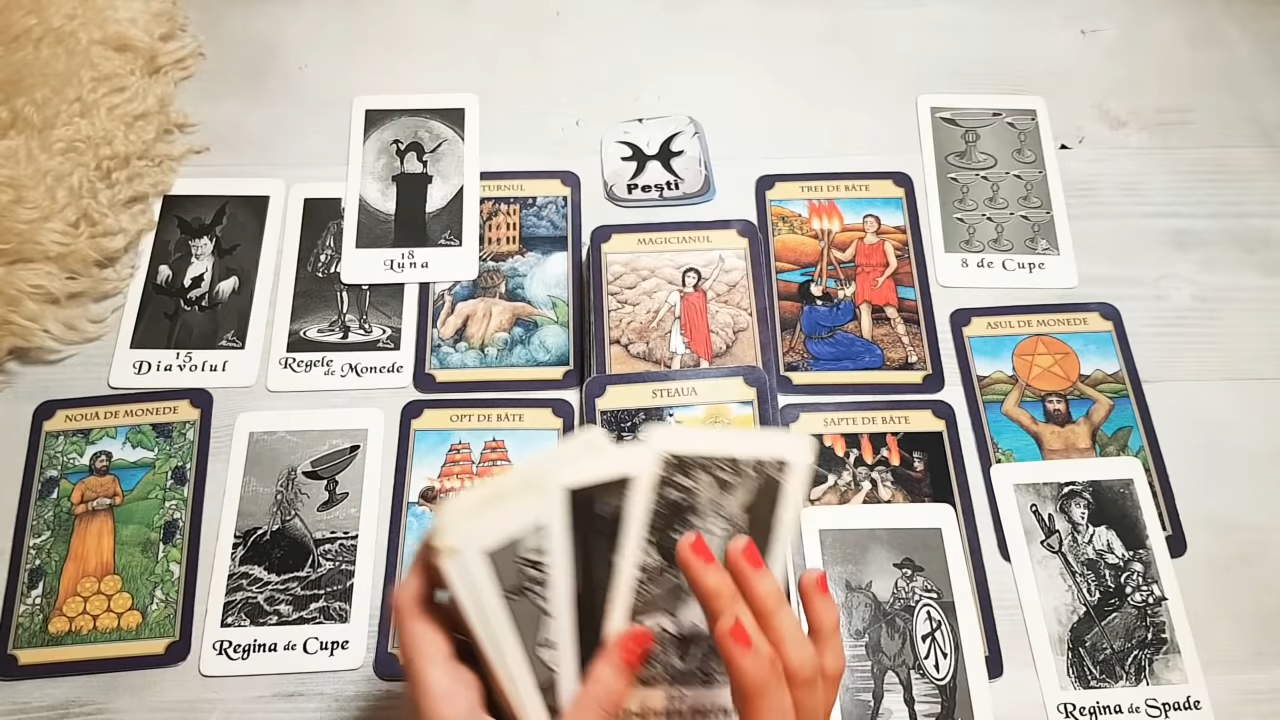 18
Luna
TURNUL
Pești
MAGICIANUL
TREI DE BÂTE
8 de Cupe
15
Diavolul
Regele
de Monede
ASUL DE MONEDE
NOUĂ DE MONEDE
OPT DE BÂTE
STEAUA
ȘAPTE DE BÂTE
Regina de Cupe
Regina de Spade